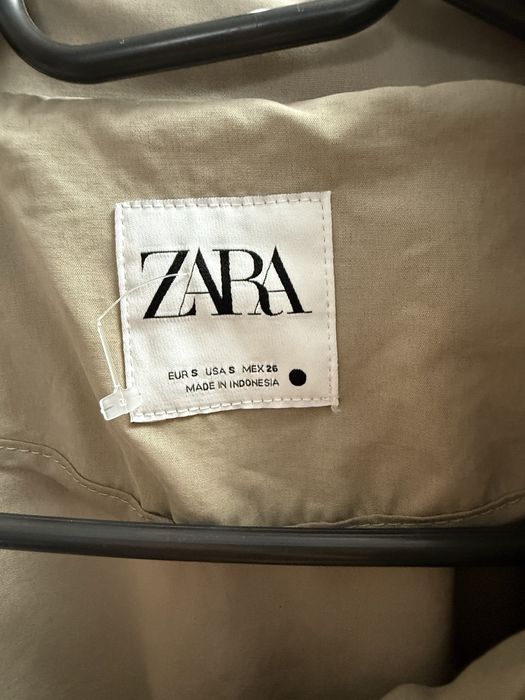 ZARA
EUR S USA S MEX 26
MADE IN INDONESIA